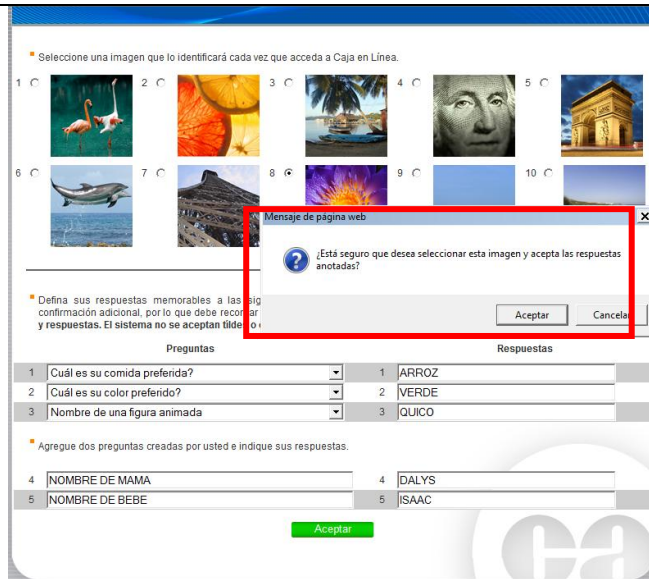 Seleccione una imagen que lo identificará cada vez que acceda a Caja en Línea.
1 2 3 4 5
6 7 8 9 10
Mensaje de página web
¿Está seguro que desea seleccionar esta imagen y acepta las respuestas
anotadas?
Aceptar Cancelar
Defina sus respuestas memorables a las sig
confirmación adicional, por lo que debe recordar
y respuestas. El sistema no se aceptan tildes o
Preguntas Respuestas
1 Cuál es su comida preferida? 1 ARROZ
2 Cuál es su color preferido? 2 VERDE
3 Nombre de una figura animada 3 QUICO
Agregue dos preguntas creadas por usted e indique sus respuestas.
4 NOMBRE DE MAMA 4 DALYS
5 NOMBRE DE BEBE 5 ISAAC
Aceptar
ca